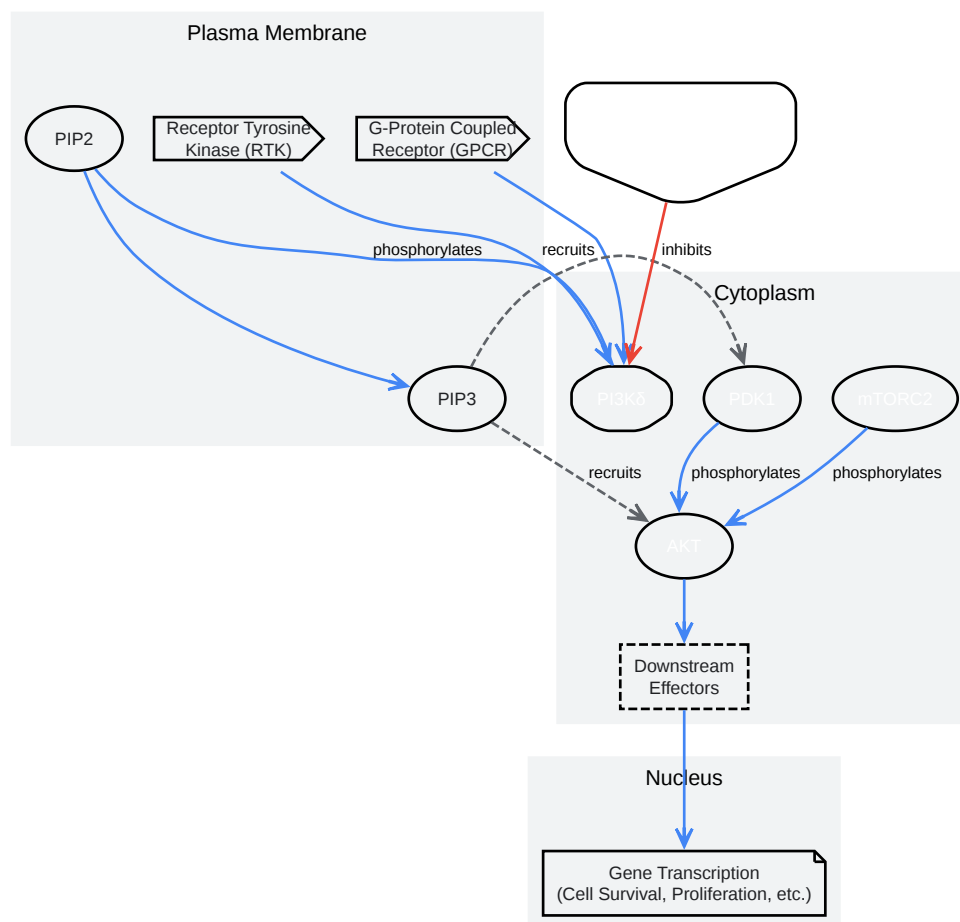 Plasma Membrane
PIP2
Receptor Tyrosine
Kinase (RTK)
G-Protein Coupled
Receptor (GPCR)
phosphorylates
recruits
inhibits
Cytoplasm
PIP3
PI3Kδ
PDK1
mTORC2
recruits
phosphorylates
phosphorylates
AKT
Downstream
Effectors
Nucleus
Gene Transcription
(Cell Survival, Proliferation, etc.)